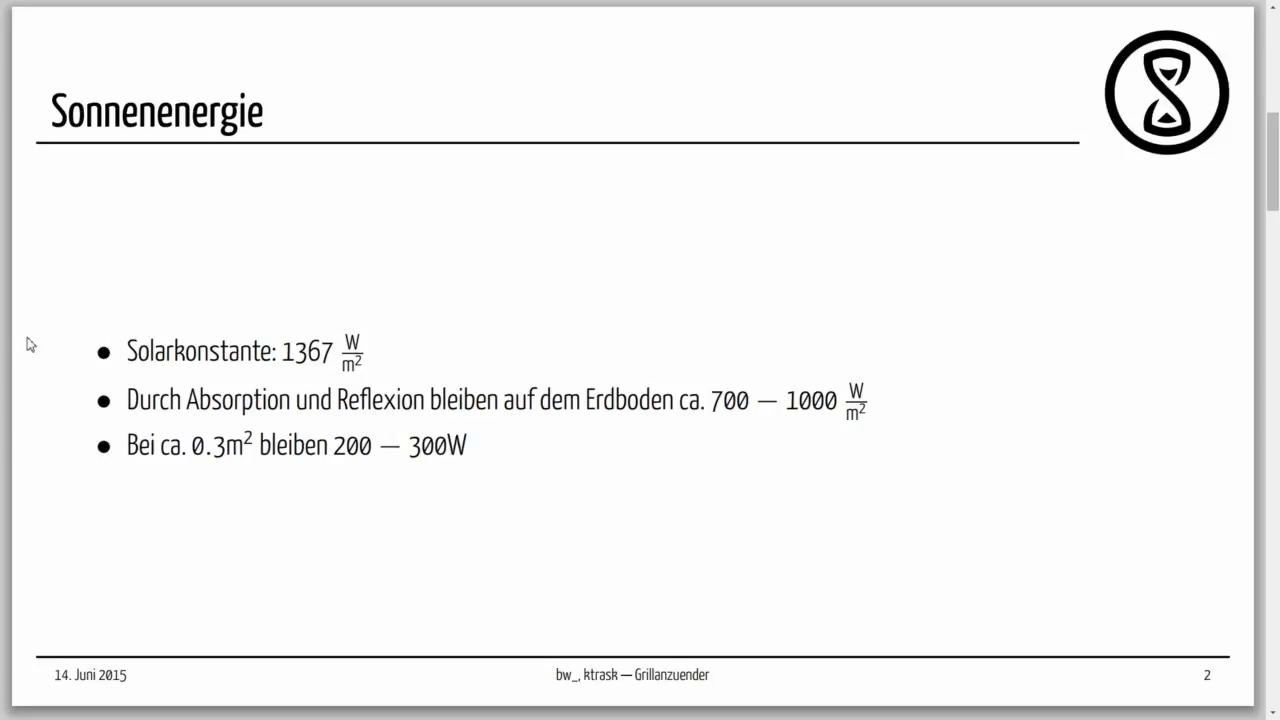 Sonnenenergie
● Solarkonstante: 1367 W/m²
● Durch Absorption und Reflexion bleiben auf dem Erdboden ca. 700 — 1000 W/m²
● Bei ca. 0.3m² bleiben 200 — 300W
14. Juni 2015 bw_, ktrask — Grillanzuender 2